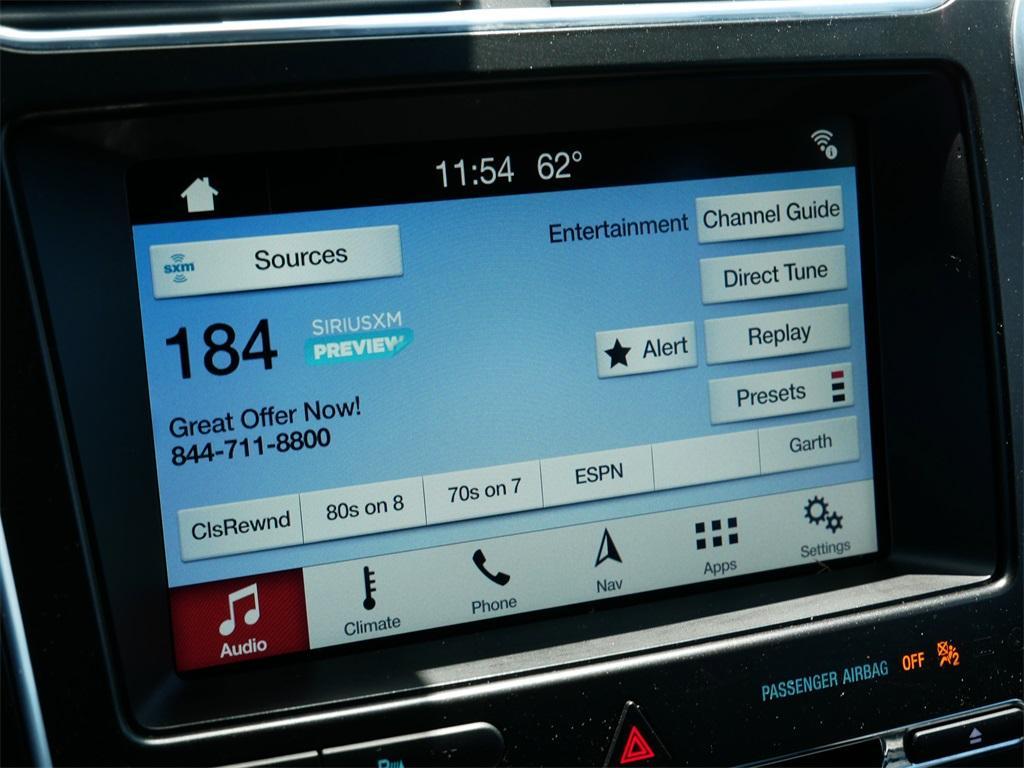 11:54 62°
sxm Sources
Entertainment Channel Guide
Direct Tune
184 SIRIUSXM
PREVIEW
Alert Replay
Presets
Great Offer Now!
844-711-8800
ClsRewnd 80s on 8 70s on 7 ESPN Garth
Audio Climate Phone Nav Apps Settings
PASSENGER AIRBAG OFF 2